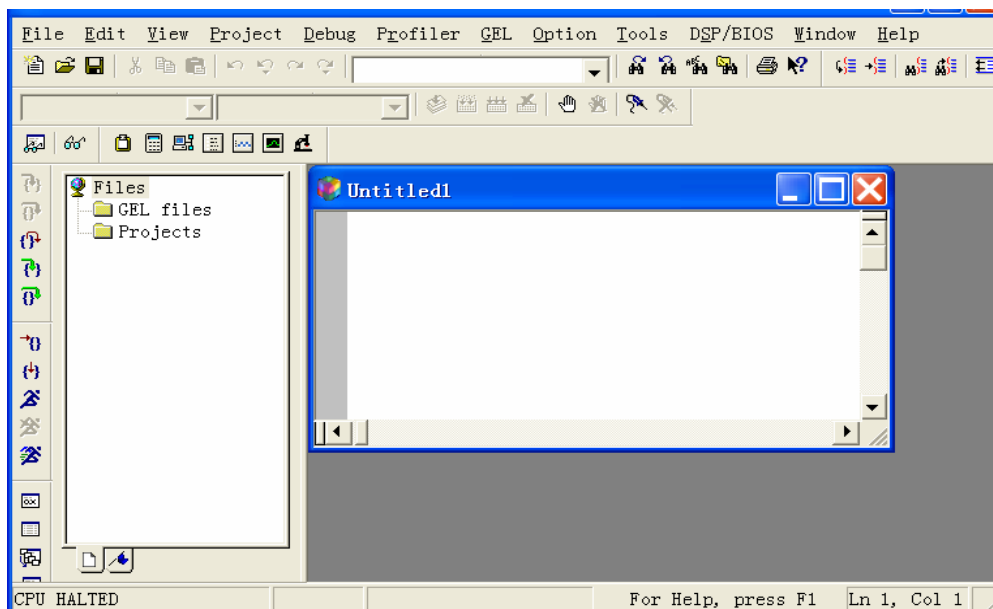 File Edit View Project Debug Profiler GEL Option Tools DSP/BIOS Window Help
Files
GEL files
Projects
Untitled1
CPU HALTED For Help, press F1 Ln 1, Col 1